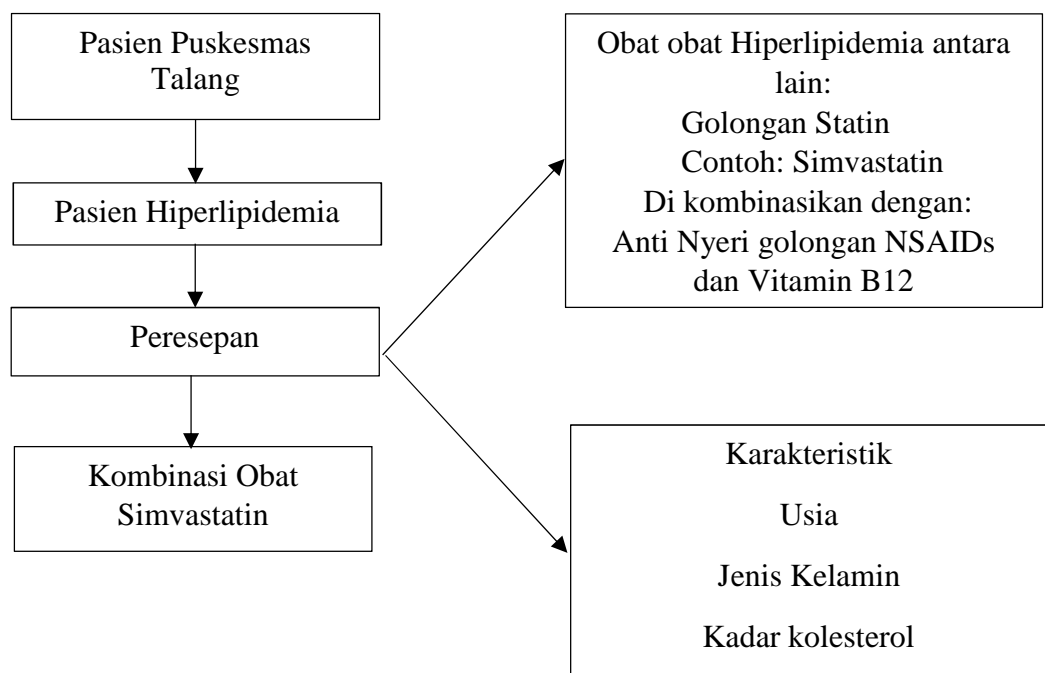 Pasien Puskesmas
Talang
Pasien Hiperlipidemia
Peresepan
Kombinasi Obat
Simvastatin
Obat obat Hiperlipidemia antara
lain:
Golongan Statin
Contoh: Simvastatin
Di kombinasikan dengan:
Anti Nyeri golongan NSAIDs
dan Vitamin B12
Karakteristik
Usia
Jenis Kelamin
Kadar kolesterol